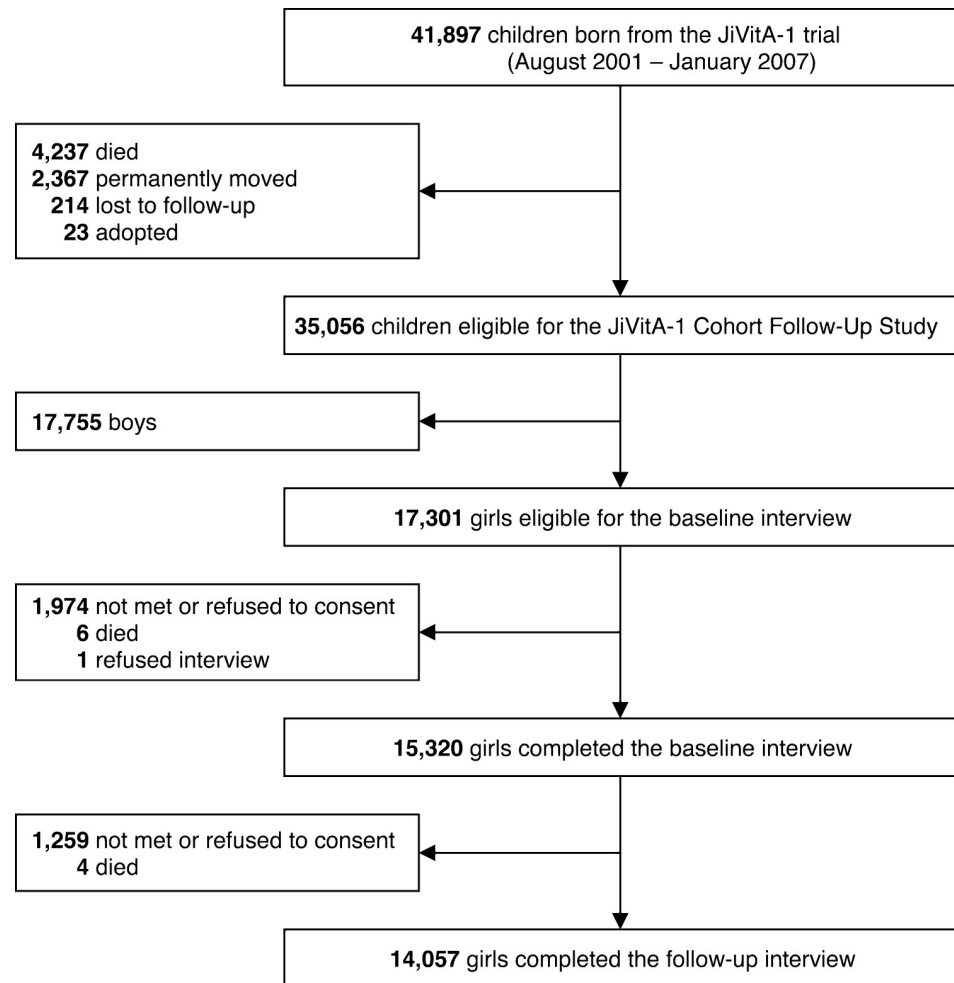 41,897 children born from the JiVitA-1 trial
(August 2001 – January 2007)
4,237 died
2,367 permanently moved
214 lost to follow-up
23 adopted
35,056 children eligible for the JiVitA-1 Cohort Follow-Up Study
17,755 boys
17,301 girls eligible for the baseline interview
1,974 not met or refused to consent
6 died
1 refused interview
15,320 girls completed the baseline interview
1,259 not met or refused to consent
4 died
14,057 girls completed the follow-up interview